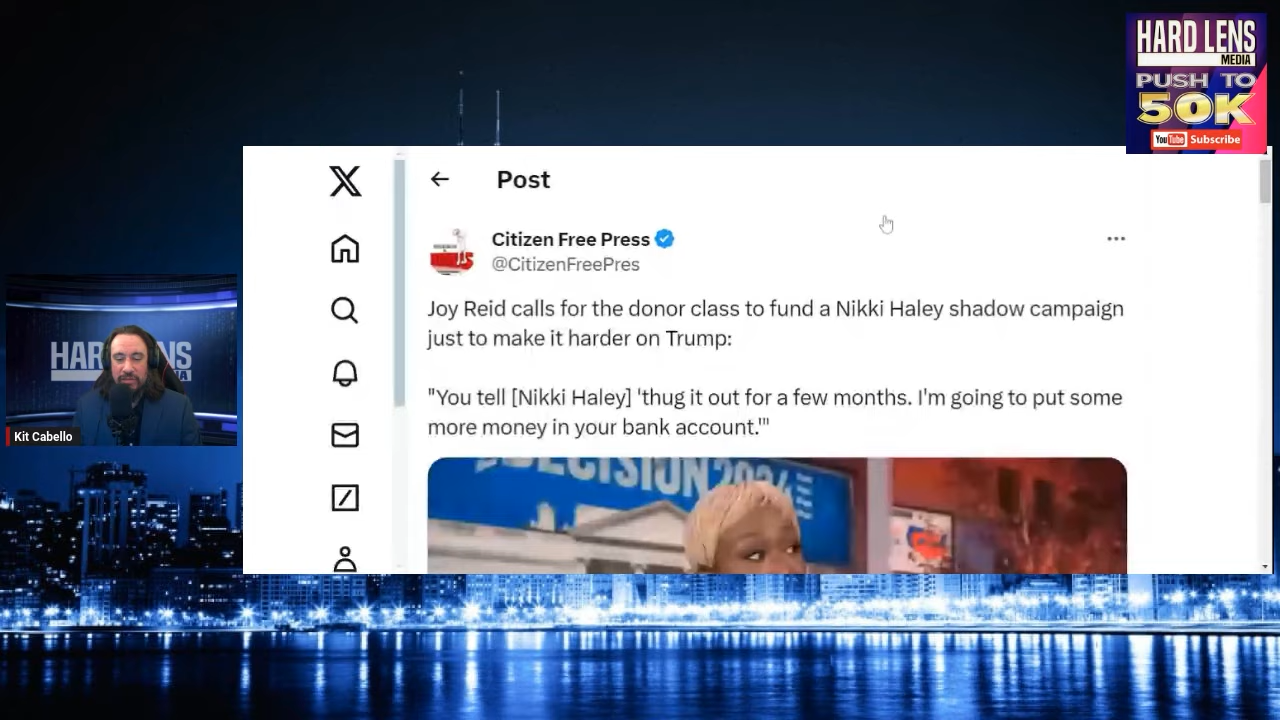 HARD LENS
MEDIA
PUSH TO
50K
YouTube Subscribe
Post
Citizen Free Press
@CitizenFreePres
Joy Reid calls for the donor class to fund a Nikki Haley shadow campaign
just to make it harder on Trump:
"You tell [Nikki Haley] 'thug it out for a few months. I'm going to put some
more money in your bank account.'"
DECISION 2024
Kit Cabello